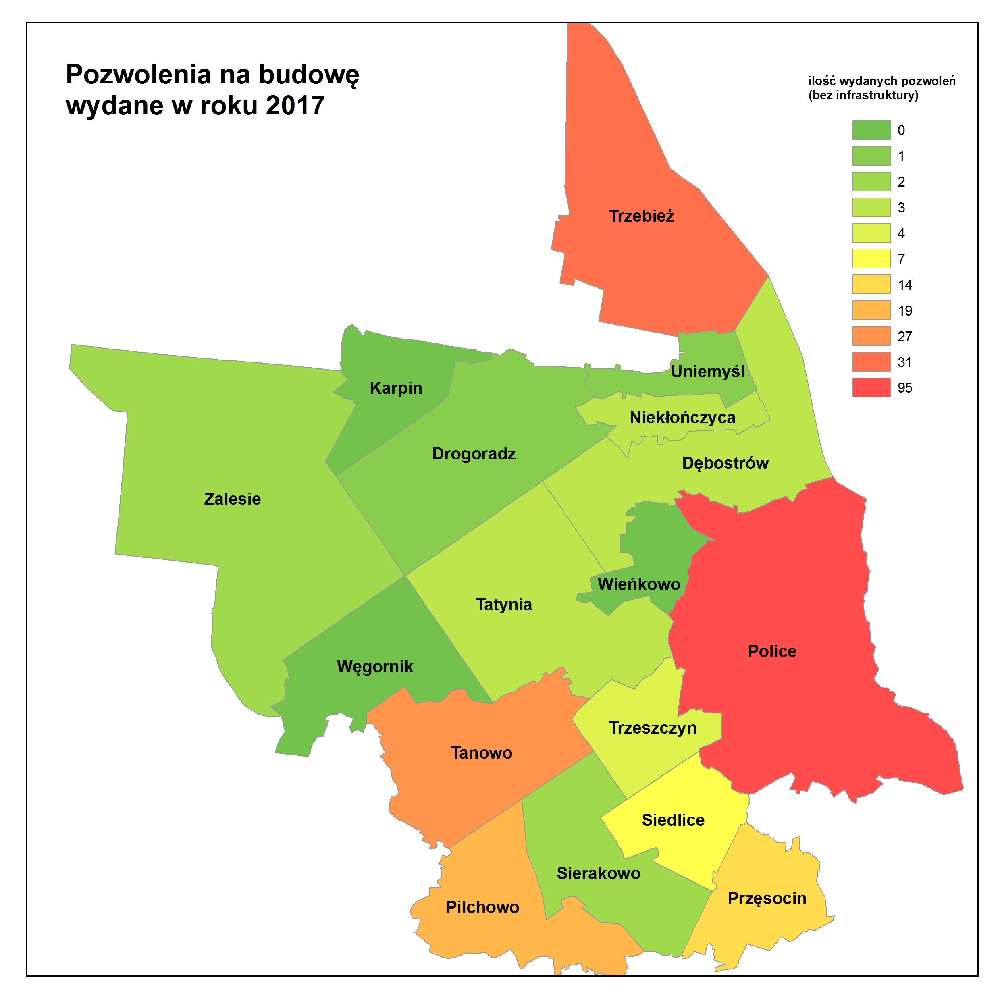 Pozwolenia na budowę
wydane w roku 2017
ilość wydanych pozwoleń
(bez infrastruktury)
0
1
2
3
4
7
14
19
27
31
95
Trzebież
Uniemyśl
Karpin
Niekłończyca
Drogoradz
Dębostrów
Zalesie
Wieńkowo
Tatynia
Police
Węgornik
Trzeszczyn
Tanowo
Siedlice
Sierakowo
Przęsocin
Pilchowo